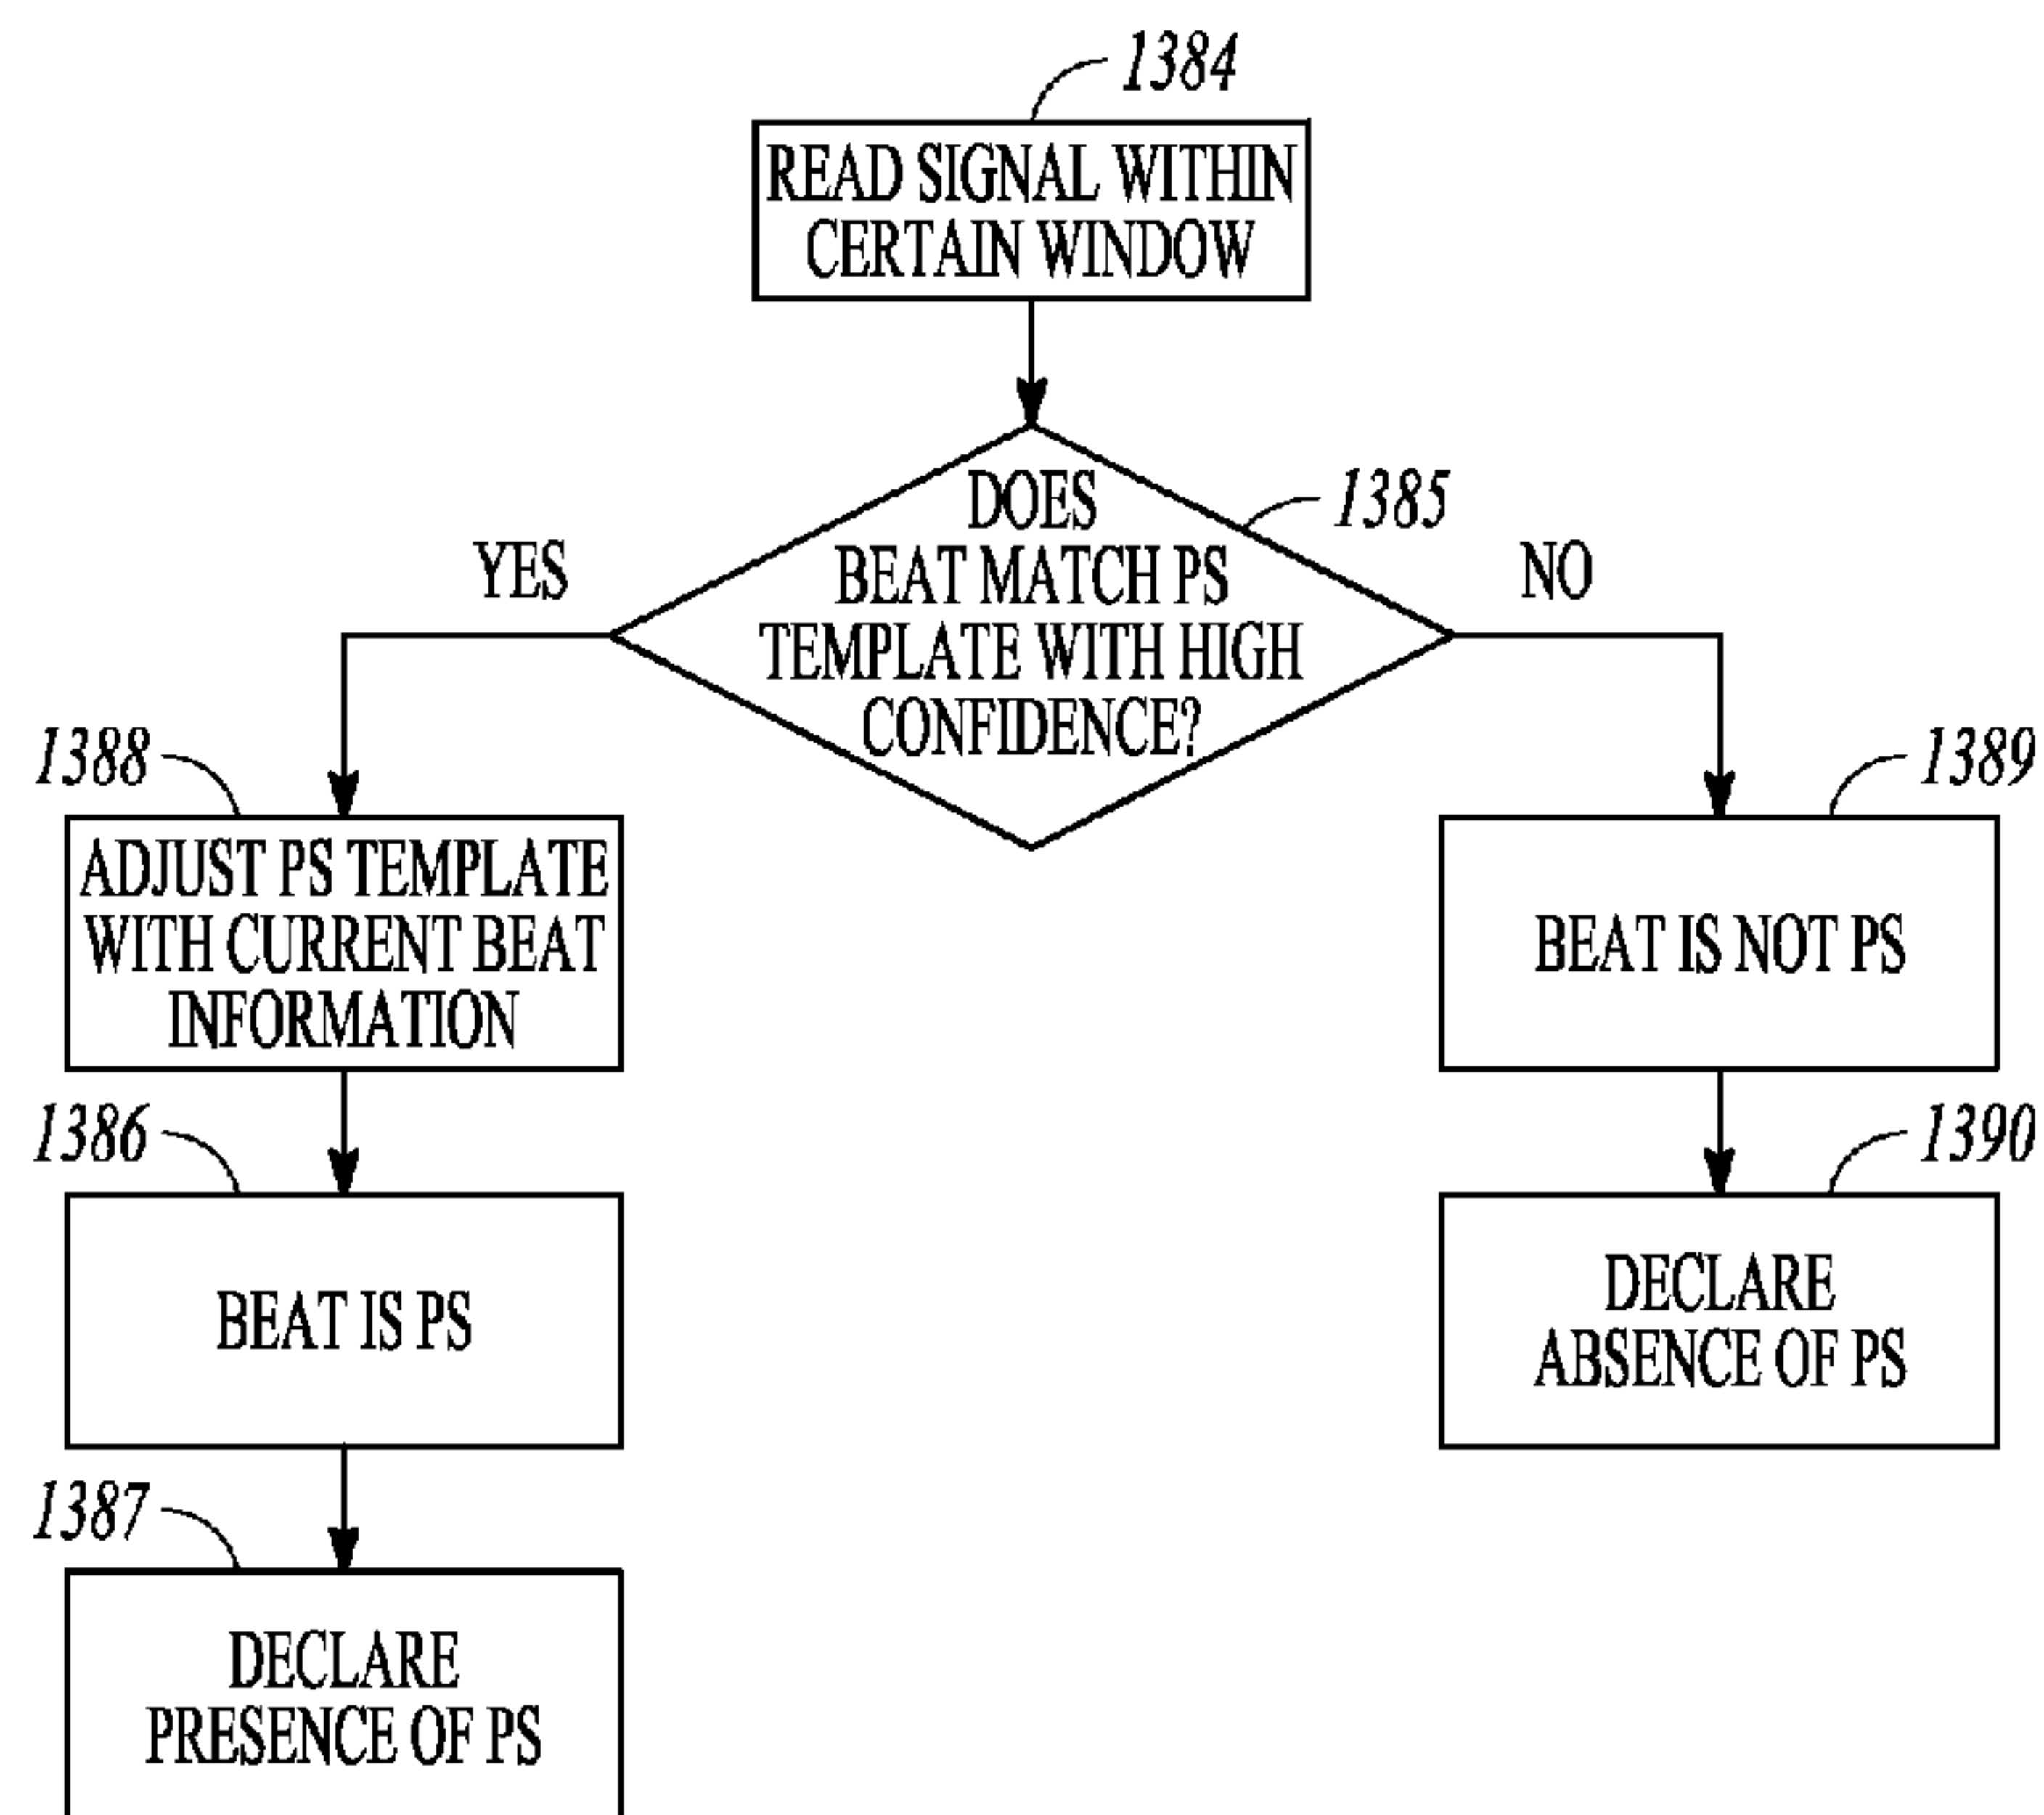 1384
READ SIGNAL WITHIN
CERTAIN WINDOW
DOES
BEAT MATCH PS
TEMPLATE WITH HIGH
CONFIDENCE?
1385
YES
NO
1388
ADJUST PS TEMPLATE
WITH CURRENT BEAT
INFORMATION
1389
BEAT IS NOT PS
1386
BEAT IS PS
1390
DECLARE
ABSENCE OF PS
1387
DECLARE
PRESENCE OF PS